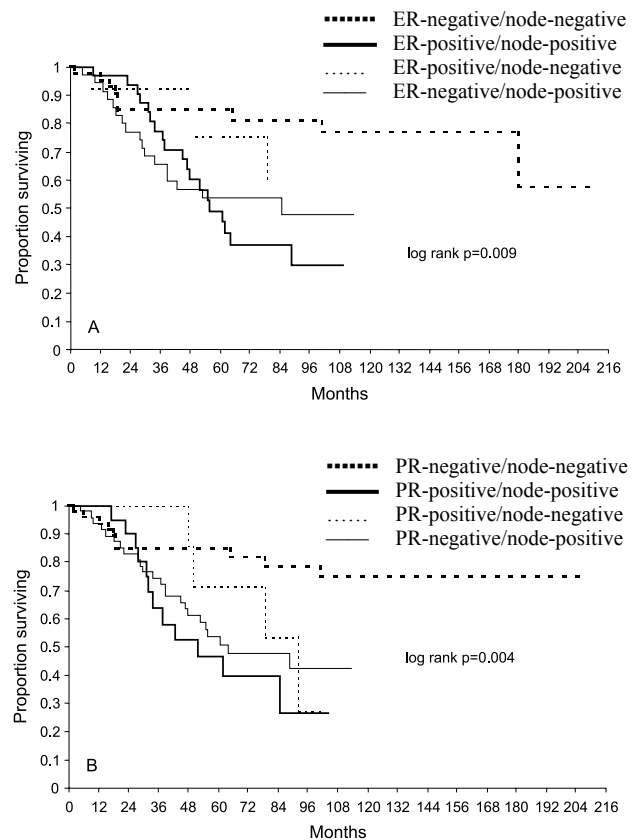 ER-negative/node-negative
ER-positive/node-positive
ER-positive/node-negative
ER-negative/node-positive
Proportion surviving
1
0.9
0.8
0.7
0.6
0.5
0.4
0.3
0.2
0.1
0
log rank p=0.009
A
0 12 24 36 48 60 72 84 96 108 120 132 144 156 168 180 192 204 216
Months
PR-negative/node-negative
PR-positive/node-positive
PR-positive/node-negative
PR-negative/node-positive
Proportion surviving
1
0.9
0.8
0.7
0.6
0.5
0.4
0.3
0.2
0.1
0
log rank p=0.004
B
0 12 24 36 48 60 72 84 96 108 120 132 144 156 168 180 192 204 216
Months